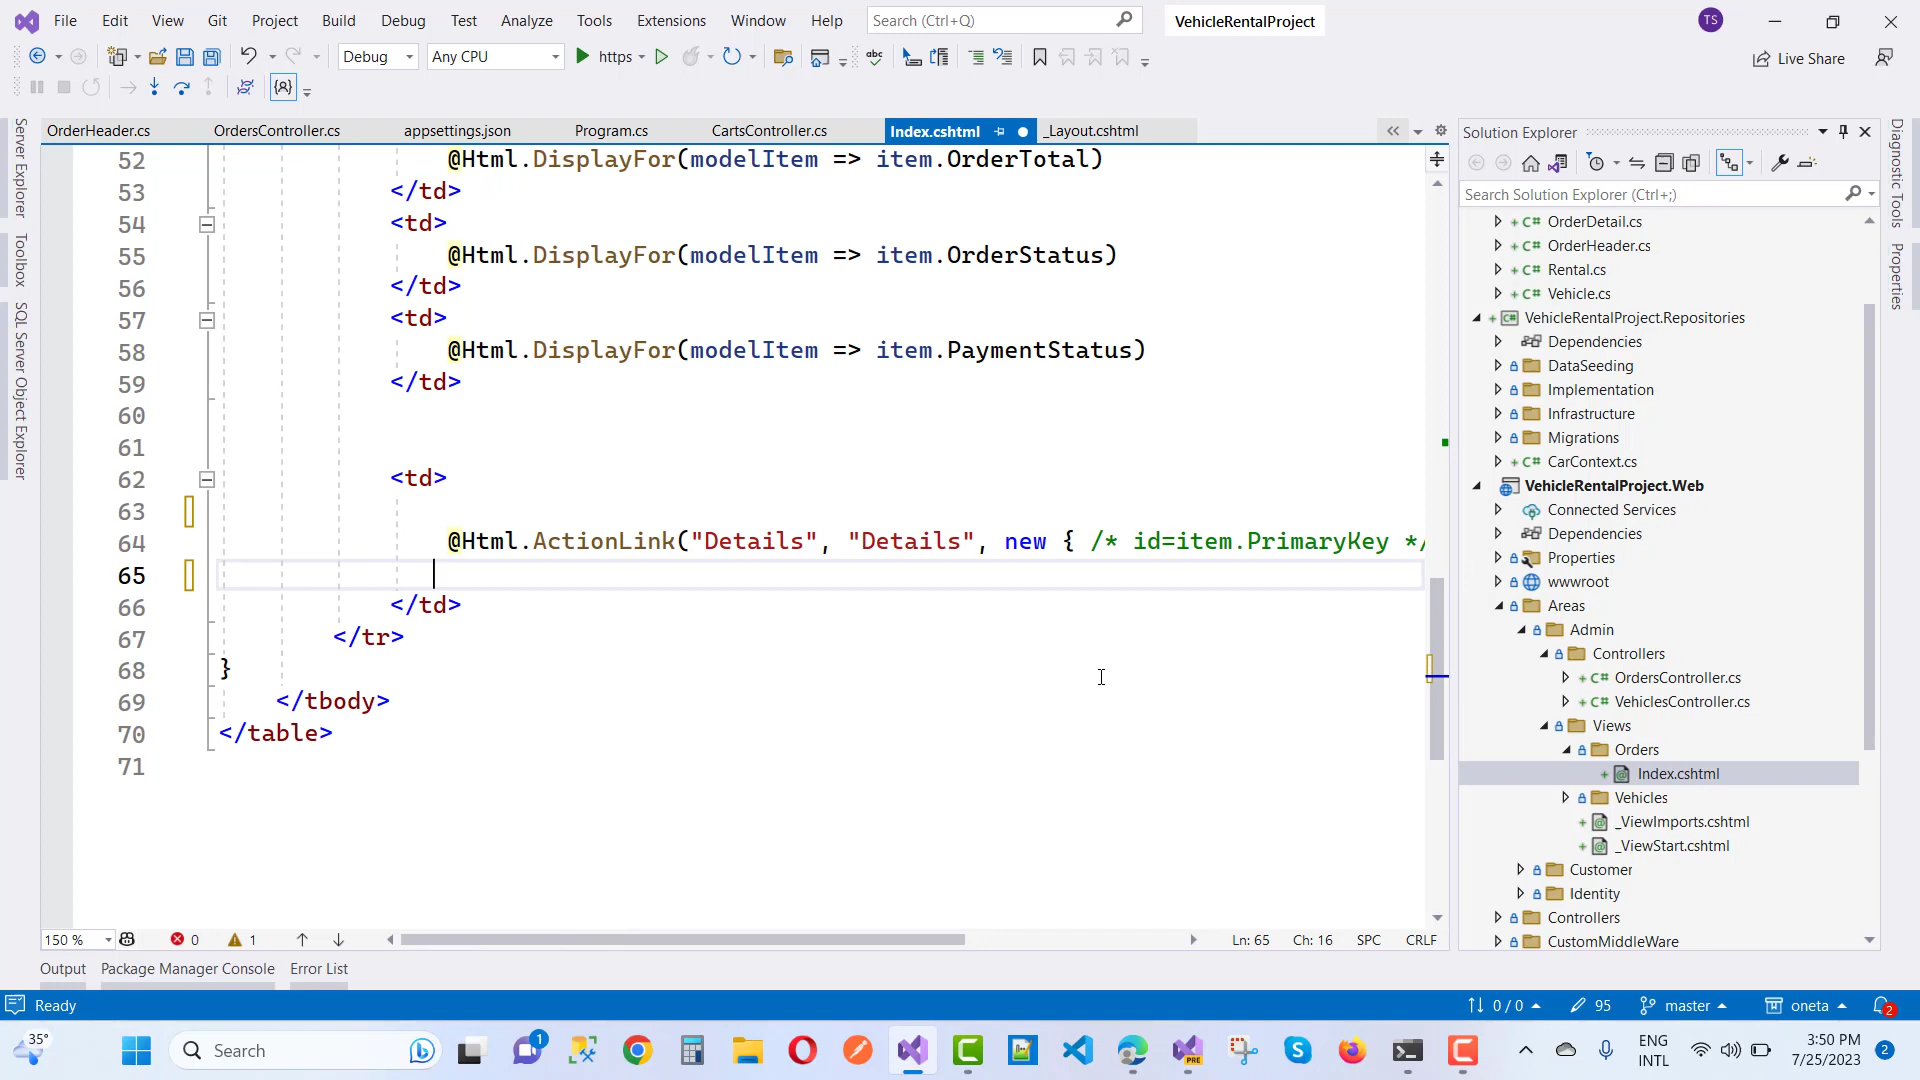 File Edit View Git Project Build Debug Test Analyze Tools Extensions Window Help Search (Ctrl+Q) VehicleRentalProject TS
Debug Any CPU https Live Share
OrderHeader.cs OrdersController.cs appsettings.json Program.cs CartsController.cs Index.cshtml _Layout.cshtml
Server Explorer
Toolbox
SQL Server Object Explorer
52 @Html.DisplayFor(modelItem => item.OrderTotal)
53 </td>
54 <td>
55 @Html.DisplayFor(modelItem => item.OrderStatus)
56 </td>
57 <td>
58 @Html.DisplayFor(modelItem => item.PaymentStatus)
59 </td>
60
61
62 <td>
63
64 @Html.ActionLink("Details", "Details", new { /* id=item.PrimaryKey */
65
66 </td>
67 </tr>
68 }
69 </tbody>
70 </table>
71
150 % 0 1 Ln: 65 Ch: 16 SPC CRLF
Output Package Manager Console Error List
Solution Explorer
Search Solution Explorer (Ctrl+;)
OrderDetail.cs
OrderHeader.cs
Rental.cs
Vehicle.cs
VehicleRentalProject.Repositories
Dependencies
DataSeeding
Implementation
Infrastructure
Migrations
CarContext.cs
VehicleRentalProject.Web
Connected Services
Dependencies
Properties
wwwroot
Areas
Admin
Controllers
OrdersController.cs
VehiclesController.cs
Views
Orders
Index.cshtml
Vehicles
_ViewImports.cshtml
_ViewStart.cshtml
Customer
Identity
Controllers
CustomMiddleWare
Diagnostic Tools
Properties
Ready 0 / 0 95 master oneta 2
35° Search 1 PRE ENG INTL 3:50 PM 7/25/2023 2